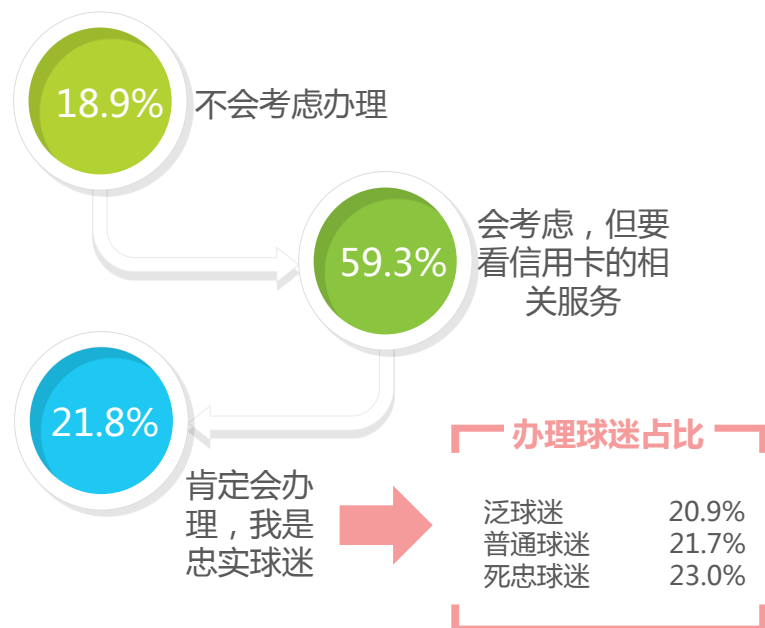 18.9%
不会考虑办理
59.3%
会考虑，但要
看信用卡的相
关服务
21.8%
肯定会办
理，我是
忠实球迷
办理球迷占比
泛球迷 20.9%
普通球迷 21.7%
死忠球迷 23.0%